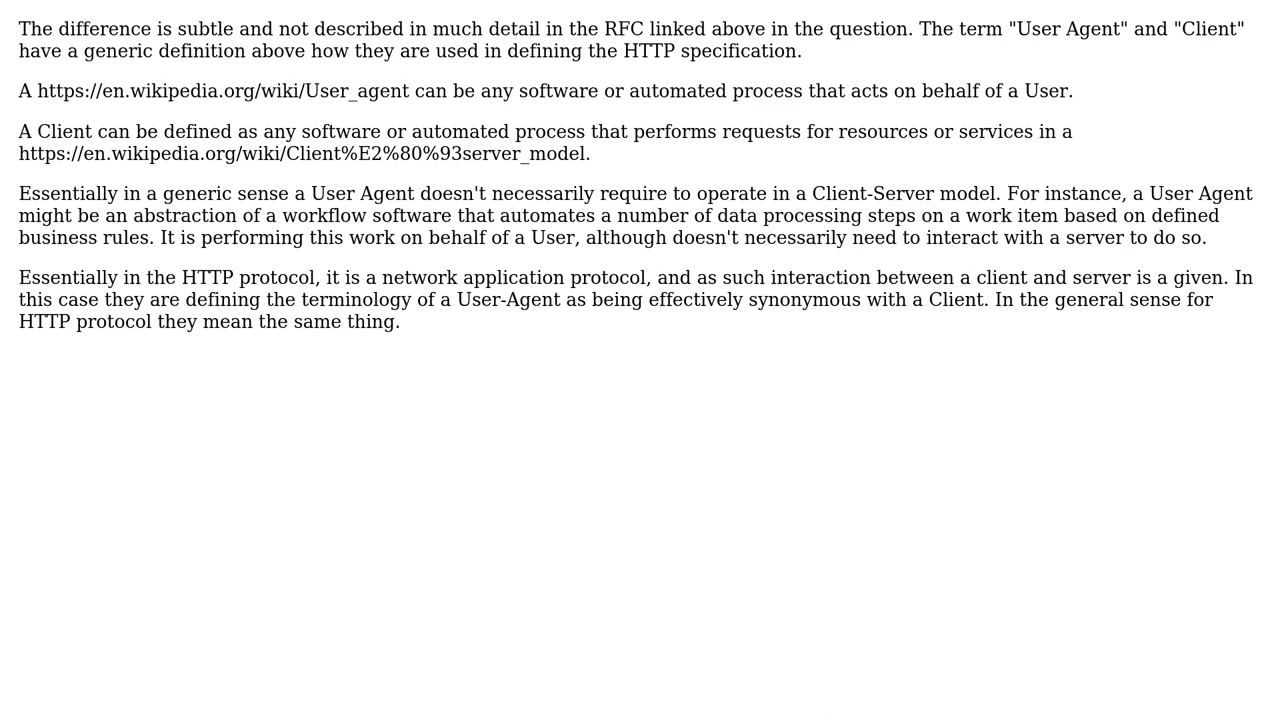 The difference is subtle and not described in much detail in the RFC linked above in the question. The term "User Agent" and "Client"
have a generic definition above how they are used in defining the HTTP specification.
A https://en.wikipedia.org/wiki/User_agent can be any software or automated process that acts on behalf of a User.
A Client can be defined as any software or automated process that performs requests for resources or services in a
https://en.wikipedia.org/wiki/Client%E2%80%93server_model.
Essentially in a generic sense a User Agent doesn't necessarily require to operate in a Client-Server model. For instance, a User Agent
might be an abstraction of a workflow software that automates a number of data processing steps on a work item based on defined
business rules. It is performing this work on behalf of a User, although doesn't necessarily need to interact with a server to do so.
Essentially in the HTTP protocol, it is a network application protocol, and as such interaction between a client and server is a given. In
this case they are defining the terminology of a User-Agent as being effectively synonymous with a Client. In the general sense for
HTTP protocol they mean the same thing.